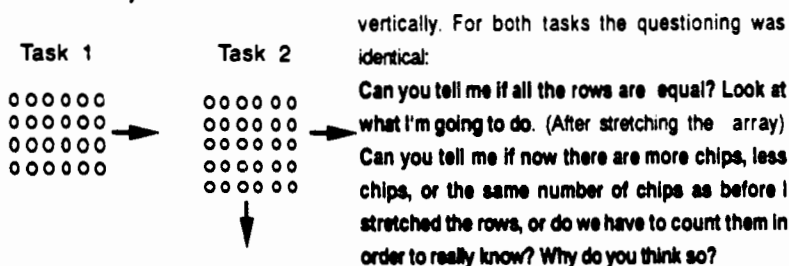 Task 1
Task 2
vertically. For both tasks the questioning was
identical:
Can you tell me if all the rows are equal? Look at
what I'm going to do. (After stretching the array)
Can you tell me if now there are more chips, less
chips, or the same number of chips as before I
stretched the rows, or do we have to count them in
order to really know? Why do you think so?